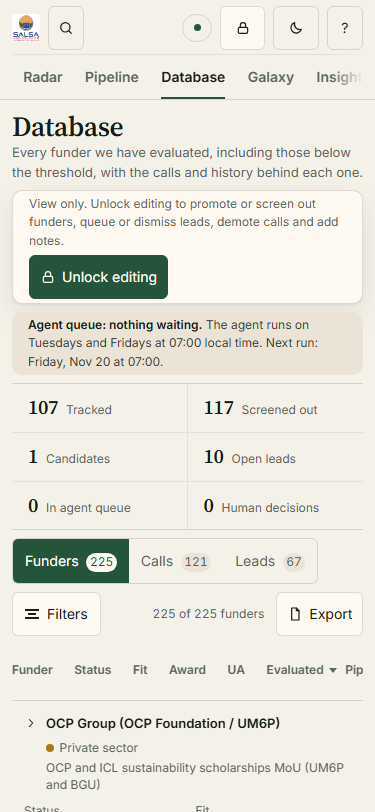 SALSA
?
Radar Pipeline Database Galaxy Insight
Database
Every funder we have evaluated, including those below
the threshold, with the calls and history behind each one.
View only. Unlock editing to promote or screen out
funders, queue or dismiss leads, demote calls and add
notes.
Unlock editing
Agent queue: nothing waiting. The agent runs on
Tuesdays and Fridays at 07:00 local time. Next run:
Friday, Nov 20 at 07:00.
107 Tracked
117 Screened out
1 Candidates
10 Open leads
0 In agent queue
0 Human decisions
Funders 225 Calls 121 Leads 67
Filters 225 of 225 funders Export
Funder Status Fit Award UA Evaluated Pip
OCP Group (OCP Foundation / UM6P)
Private sector
OCP and ICL sustainability scholarships MoU (UM6P
and BGU)
Status Fit